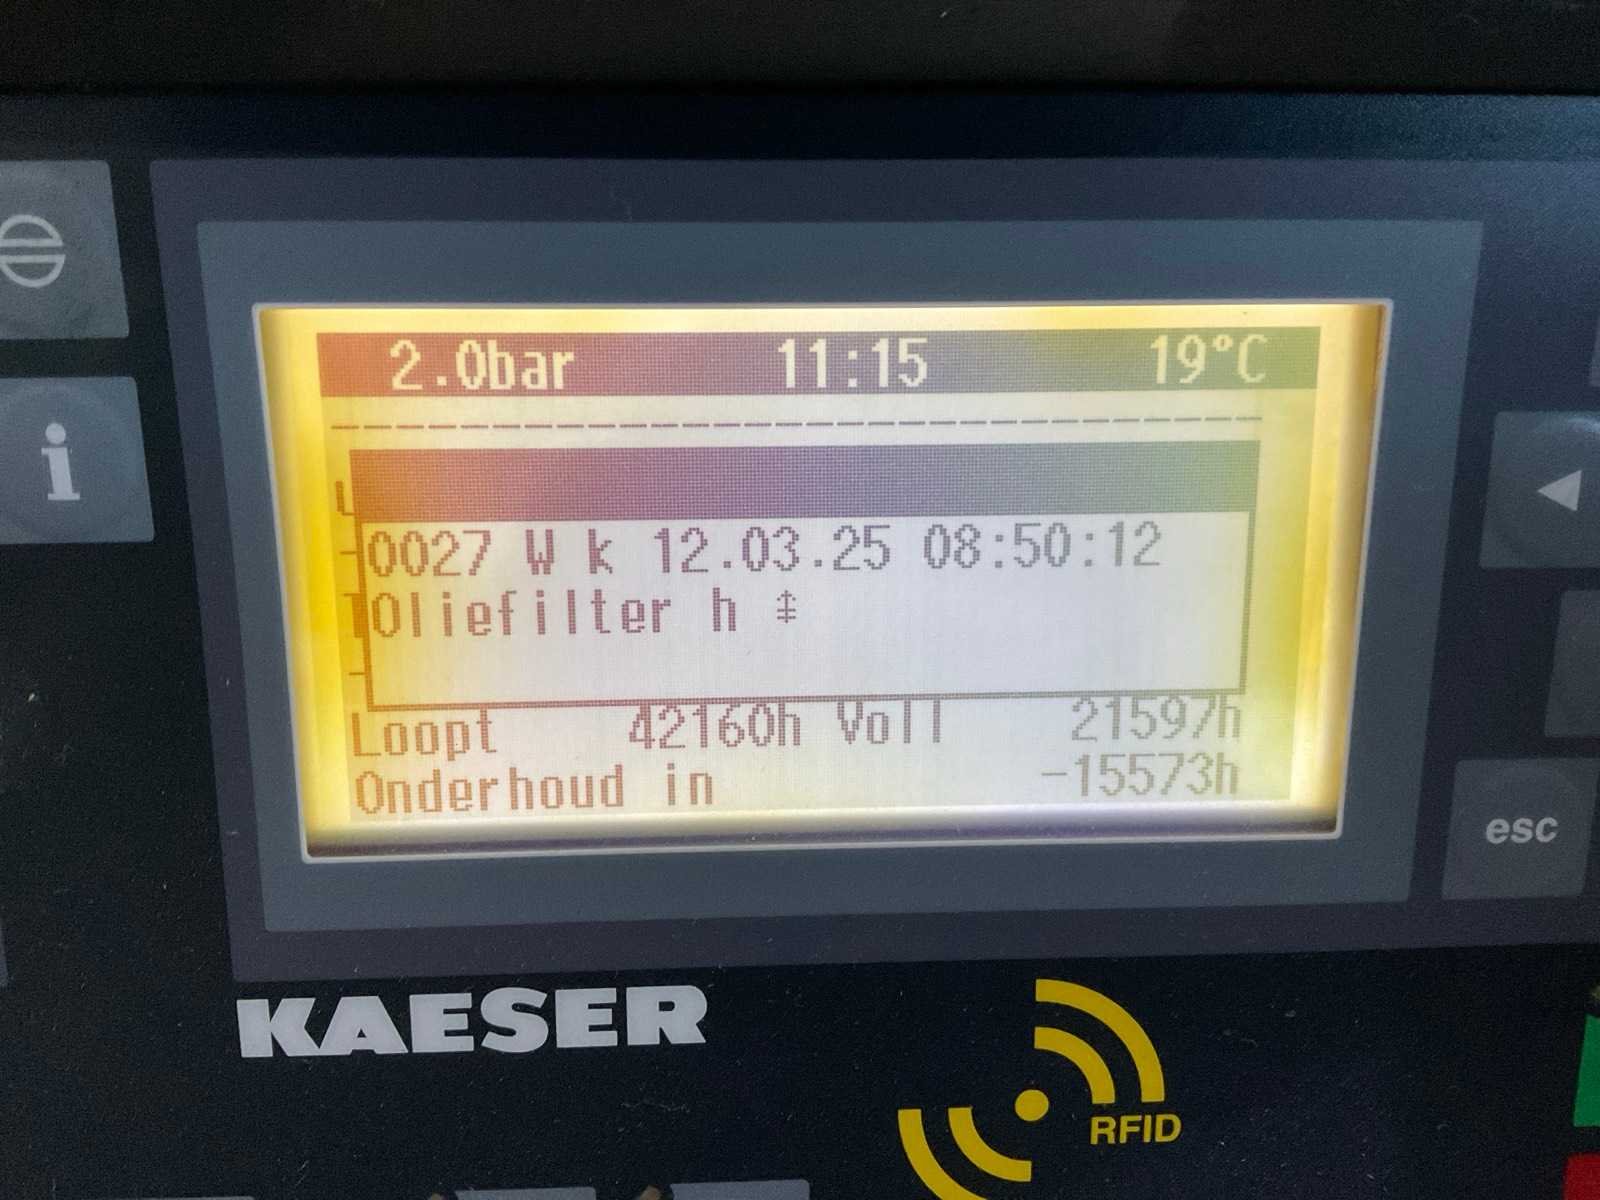 2.0bar 11:15 19°C
0027 W k 12.03.25 08:50:12
Oliefilter h ‡
Loopt 42160h Voll 21597h
Onderhoud in -15573h
esc
KAESER
RFID